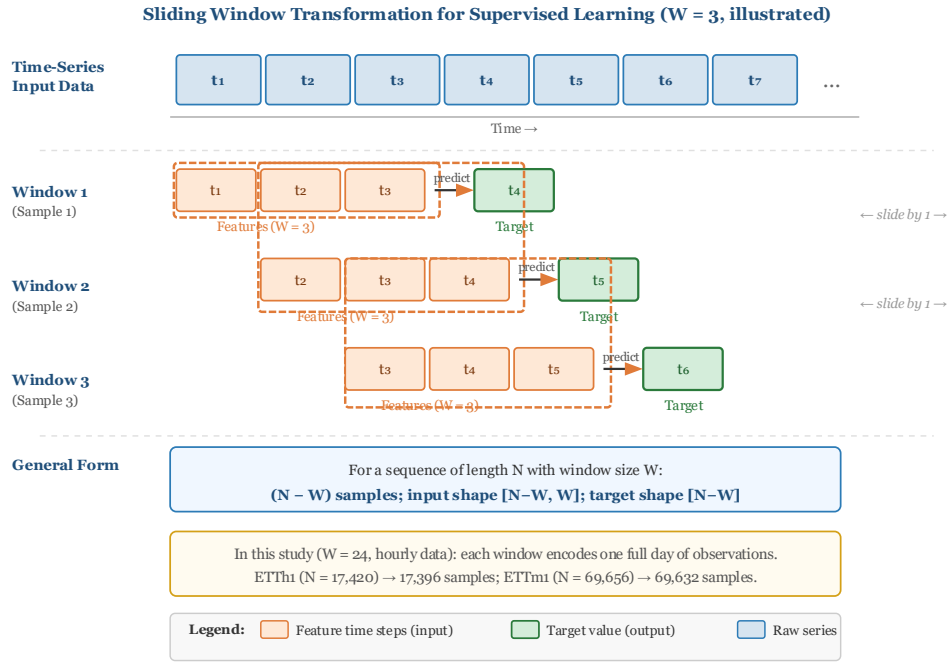 Sliding Window Transformation for Supervised Learning (W = 3, illustrated)
Time-Series
Input Data
t₁ t₂ t₃ t₄ t₅ t₆ t₇ ...
Time →
Window 1
(Sample 1)
t₁ t₂ t₃ predict t₄
Features (W = 3) Target
← slide by 1 →
Window 2
(Sample 2)
t₂ t₃ t₄ predict t₅
Features (W = 3) Target
← slide by 1 →
Window 3
(Sample 3)
t₃ t₄ t₅ predict t₆
Features (W = 3) Target
General Form
For a sequence of length N with window size W:
(N − W) samples; input shape [N−W, W]; target shape [N−W]
In this study (W = 24, hourly data): each window encodes one full day of observations.
ETTh1 (N = 17,420) → 17,396 samples; ETTm1 (N = 69,656) → 69,632 samples.
Legend: Feature time steps (input) Target value (output) Raw series